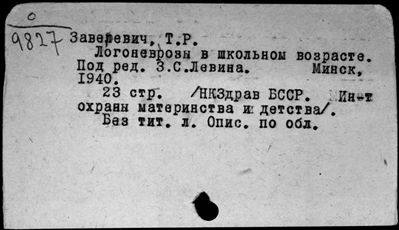 0
9827 Заверевич, Т.Р.
Логоневрозы в школьном возрасте.
Под ред. З.С.Левина. Минск,
1940.
23 стр. /НКЗдрав БССР. Ин-т
охраны материнства и детства/.
Без тит. л. Опис. по обл.